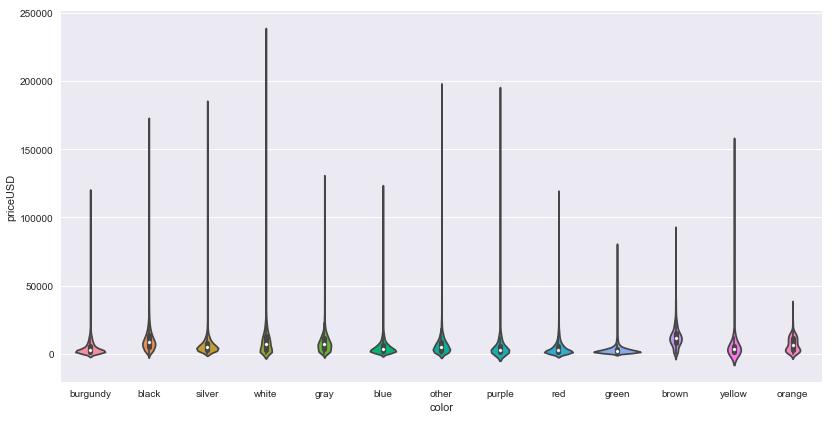 250000
200000
150000
100000
50000
0
priceUSD
burgundy black silver white gray blue other purple red green brown yellow orange
color